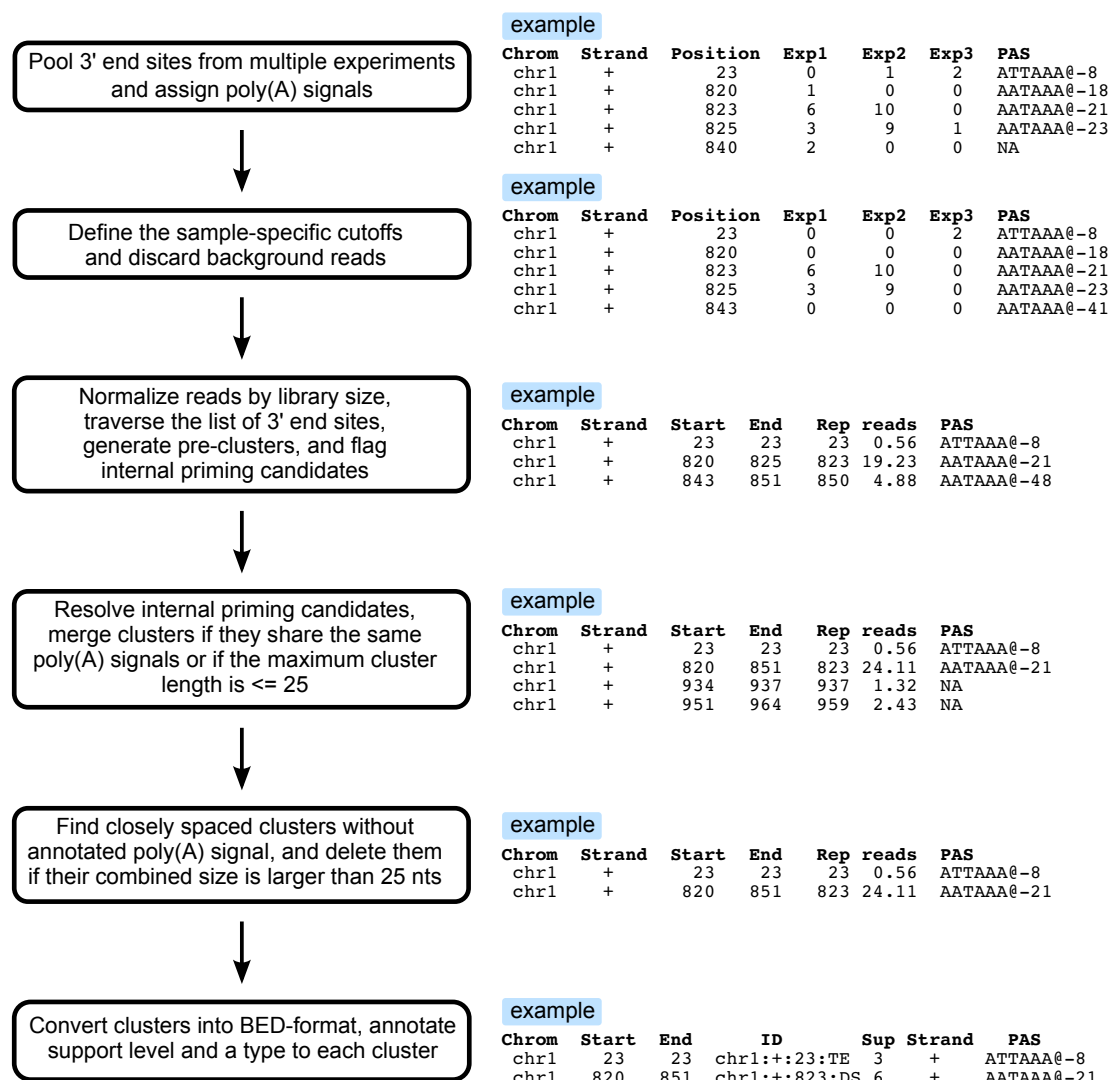 example
Pool 3' end sites from multiple experiments
and assign poly(A) signals
Chrom Strand Position Exp1 Exp2 Exp3 PAS
chr1 + 23 0 1 2 ATTAAA@-8
chr1 + 820 1 0 0 AATAAA@-18
chr1 + 823 6 10 0 AATAAA@-21
chr1 + 825 3 9 1 AATAAA@-23
chr1 + 840 2 0 0 NA
example
Define the sample-specific cutoffs
and discard background reads
Chrom Strand Position Exp1 Exp2 Exp3 PAS
chr1 + 23 0 0 2 ATTAAA@-8
chr1 + 820 0 0 0 AATAAA@-18
chr1 + 823 6 10 0 AATAAA@-21
chr1 + 825 3 9 0 AATAAA@-23
chr1 + 843 0 0 0 AATAAA@-41
Normalize reads by library size,
traverse the list of 3' end sites,
generate pre-clusters, and flag
internal priming candidates
example
Chrom Strand Start End Rep reads PAS
chr1 + 23 23 23 0.56 ATTAAA@-8
chr1 + 820 825 823 19.23 AATAAA@-21
chr1 + 843 851 850 4.88 AATAAA@-48
Resolve internal priming candidates,
merge clusters if they share the same
poly(A) signals or if the maximum cluster
length is <= 25
example
Chrom Strand Start End Rep reads PAS
chr1 + 23 23 23 0.56 ATTAAA@-8
chr1 + 820 851 823 24.11 AATAAA@-21
chr1 + 934 937 937 1.32 NA
chr1 + 951 964 959 2.43 NA
Find closely spaced clusters without
annotated poly(A) signal, and delete them
if their combined size is larger than 25 nts
example
Chrom Strand Start End Rep reads PAS
chr1 + 23 23 23 0.56 ATTAAA@-8
chr1 + 820 851 823 24.11 AATAAA@-21
Convert clusters into BED-format, annotate
support level and a type to each cluster
example
Chrom Start End ID Sup Strand PAS
chr1 23 23 chr1:+:23:TE 3 + ATTAAA@-8
chr1 820 851 chr1:+:823:DS 6 + AATAAA@-21